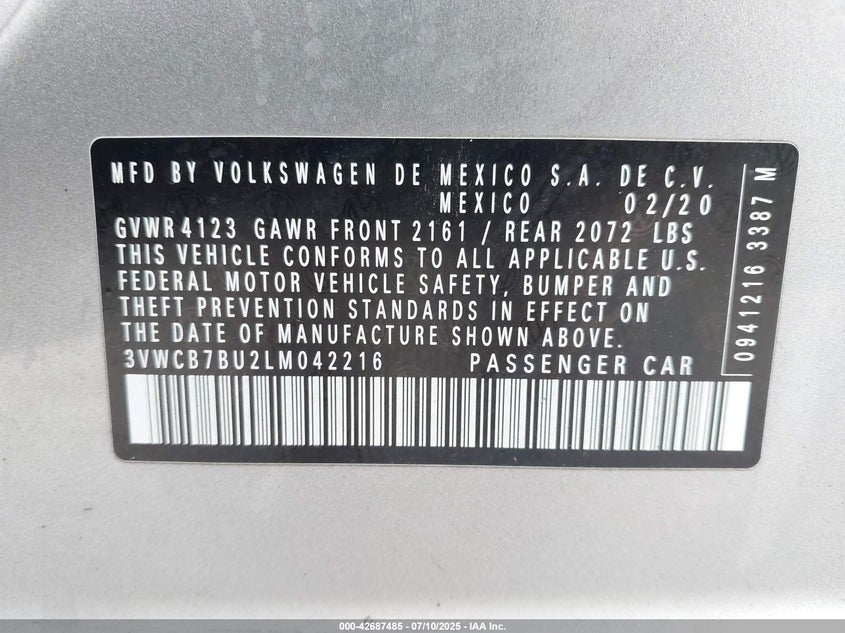 MFD BY VOLKSWAGEN DE MEXICO S.A. DE C.V.
MEXICO 02/20
GVWR 4123 GAWR FRONT 2161 / REAR 2072 LBS
THIS VEHICLE CONFORMS TO ALL APPLICABLE U.S.
FEDERAL MOTOR VEHICLE SAFETY, BUMPER AND
THEFT PREVENTION STANDARDS IN EFFECT ON
THE DATE OF MANUFACTURE SHOWN ABOVE.
3VWCB7BU2LM042216 PASSENGER CAR
0941216 3387 M
000-42687485 - 07/10/2025 - IAA Inc.